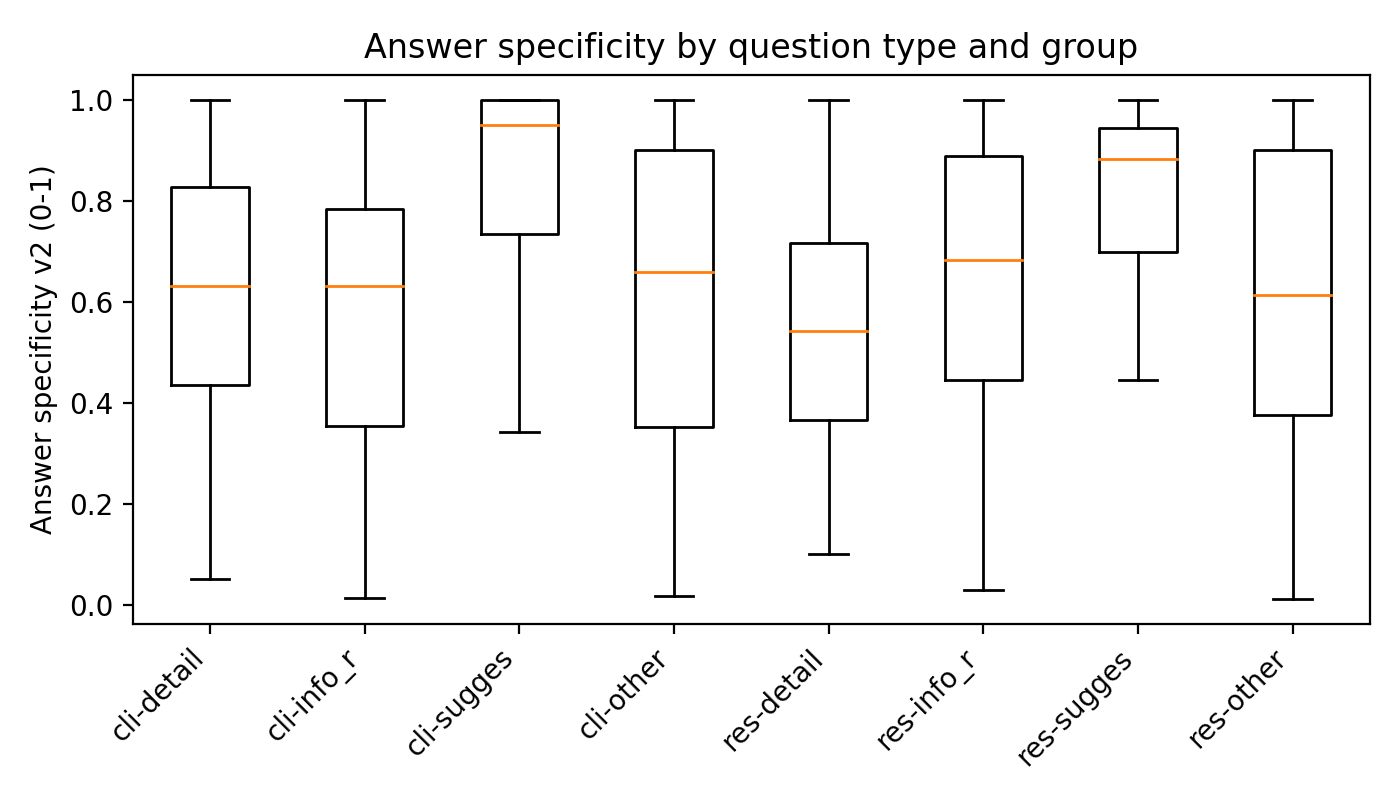 Answer specificity by question type and group
Answer specificity v2 (0-1)
1.0
0.8
0.6
0.4
0.2
0.0
cli-detail
cli-info_r
cli-sugges
cli-other
res-detail
res-info_r
res-sugges
res-other